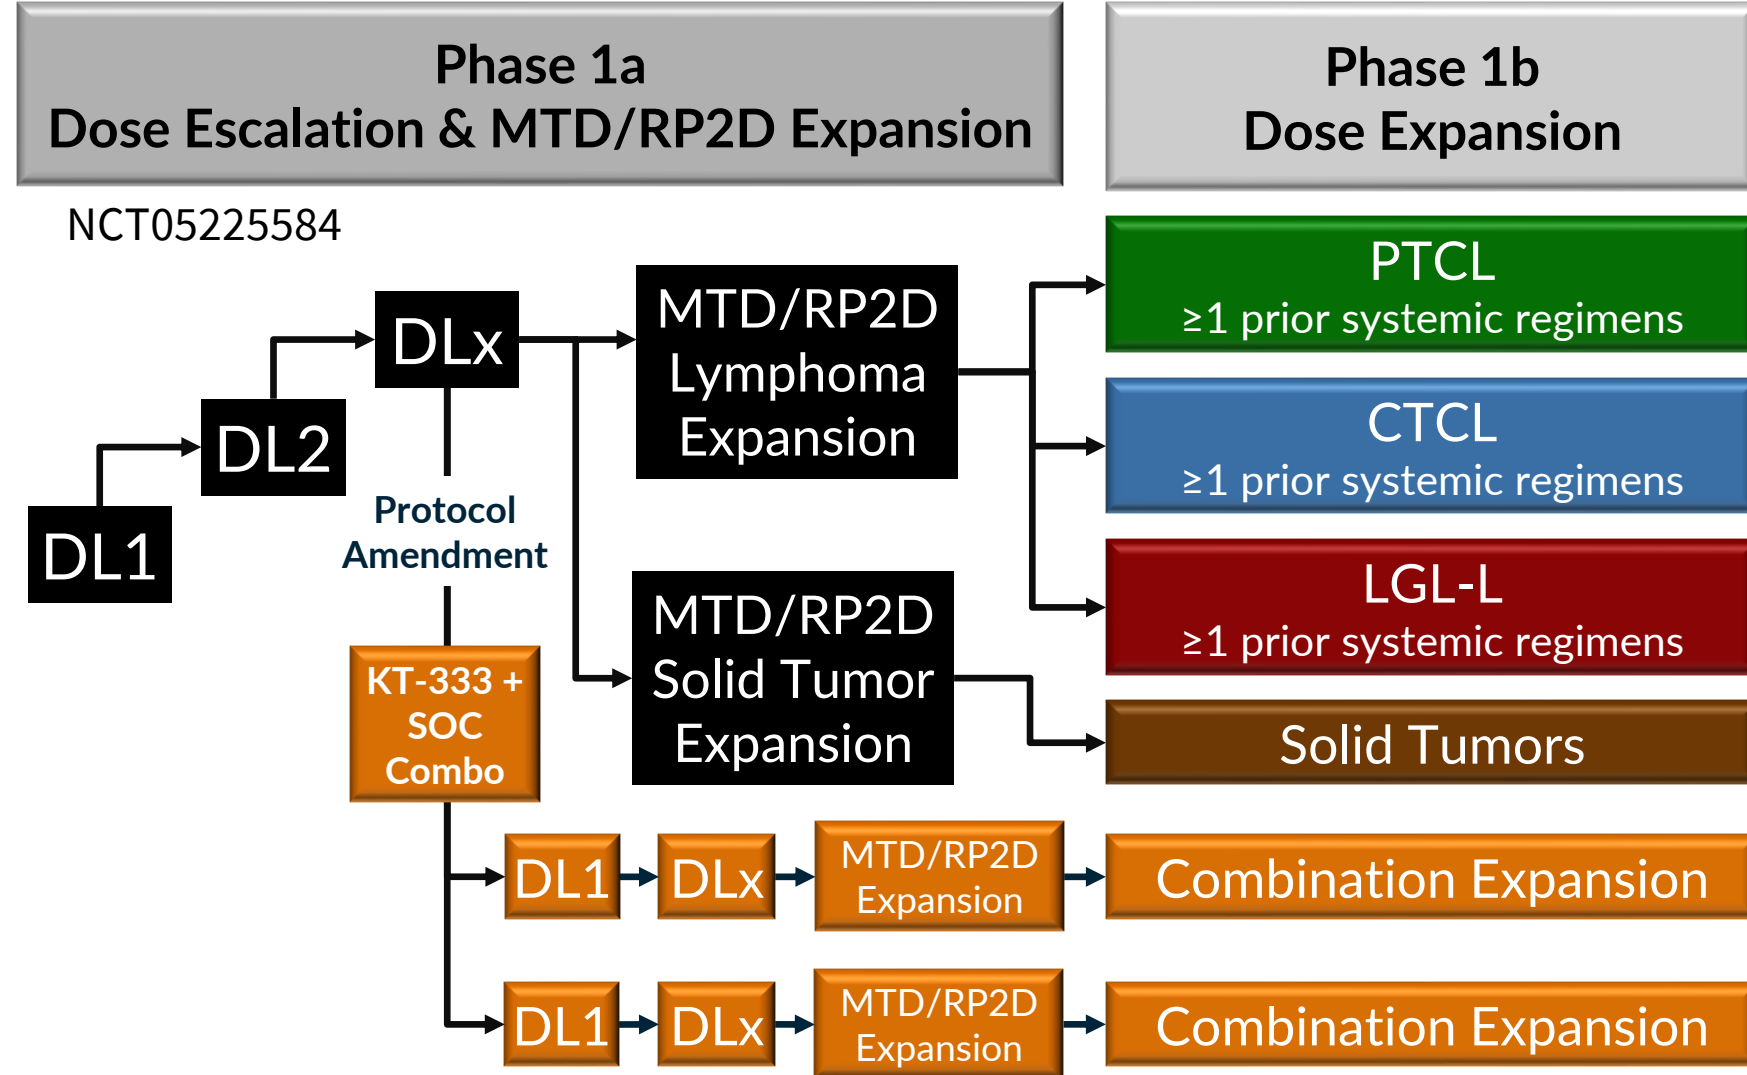 Phase 1a
Dose Escalation & MTD/RP2D Expansion
Phase 1b
Dose Expansion
NCT05225584
DL1
DL2
DLx
MTD/RP2D
Lymphoma
Expansion
PTCL
≥1 prior systemic regimens
CTCL
≥1 prior systemic regimens
LGL-L
≥1 prior systemic regimens
Protocol
Amendment
MTD/RP2D
Solid Tumor
Expansion
Solid Tumors
KT-333 +
SOC
Combo
DL1
DLx
MTD/RP2D
Expansion
Combination Expansion
DL1
DLx
MTD/RP2D
Expansion
Combination Expansion